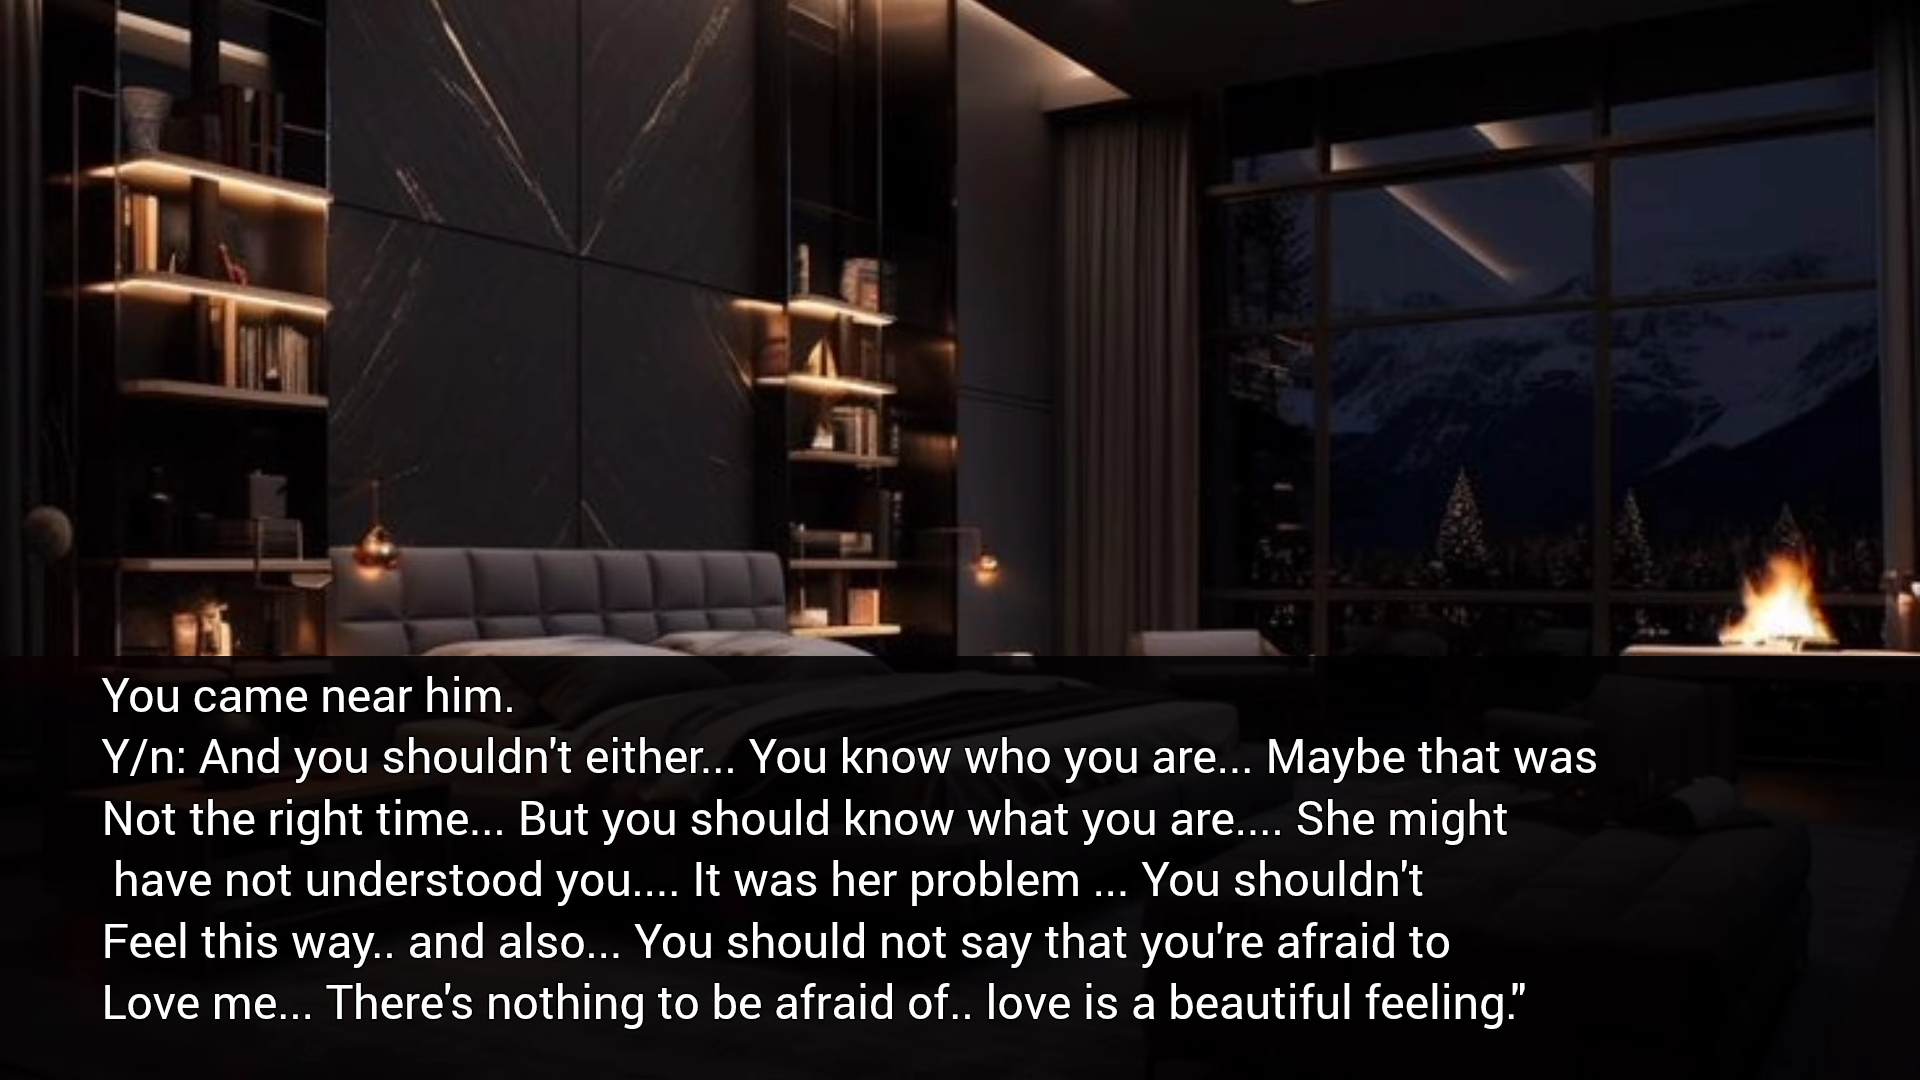 You came near him.
Y/n: And you shouldn't either... You know who you are... Maybe that was
Not the right time... But you should know what you are.... She might
have not understood you.... It was her problem ... You shouldn't
Feel this way.. and also... You should not say that you're afraid to
Love me... There's nothing to be afraid of.. love is a beautiful feeling."